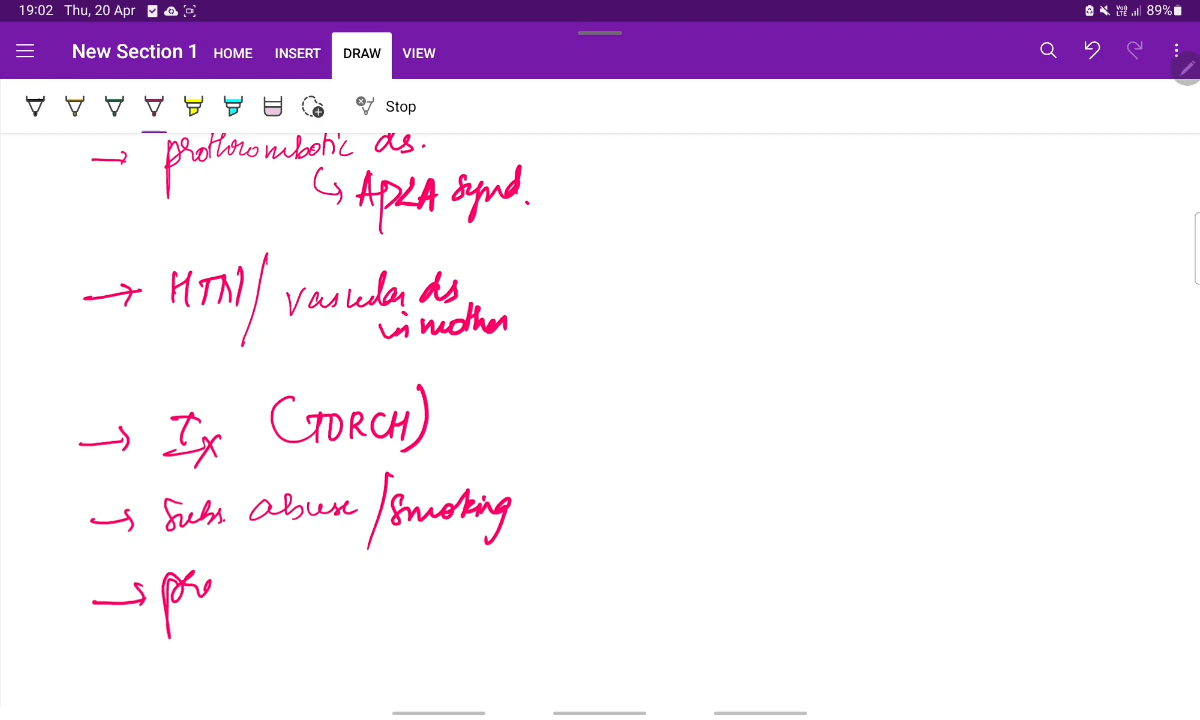 19:02 Thu, 20 Apr 89%
New Section 1 HOME INSERT DRAW VIEW
Stop
→ prothrombotic ds.
↳ APLA Synd.
→ HTN/ vascular ds
in mother
→ Ix (TORCH)
→ Subs. abuse /Smoking
→ pro